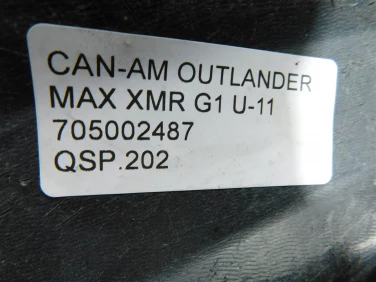 CAN-AM OUTLANDER
MAX XMR G1 U-11
705002487
QSP.202